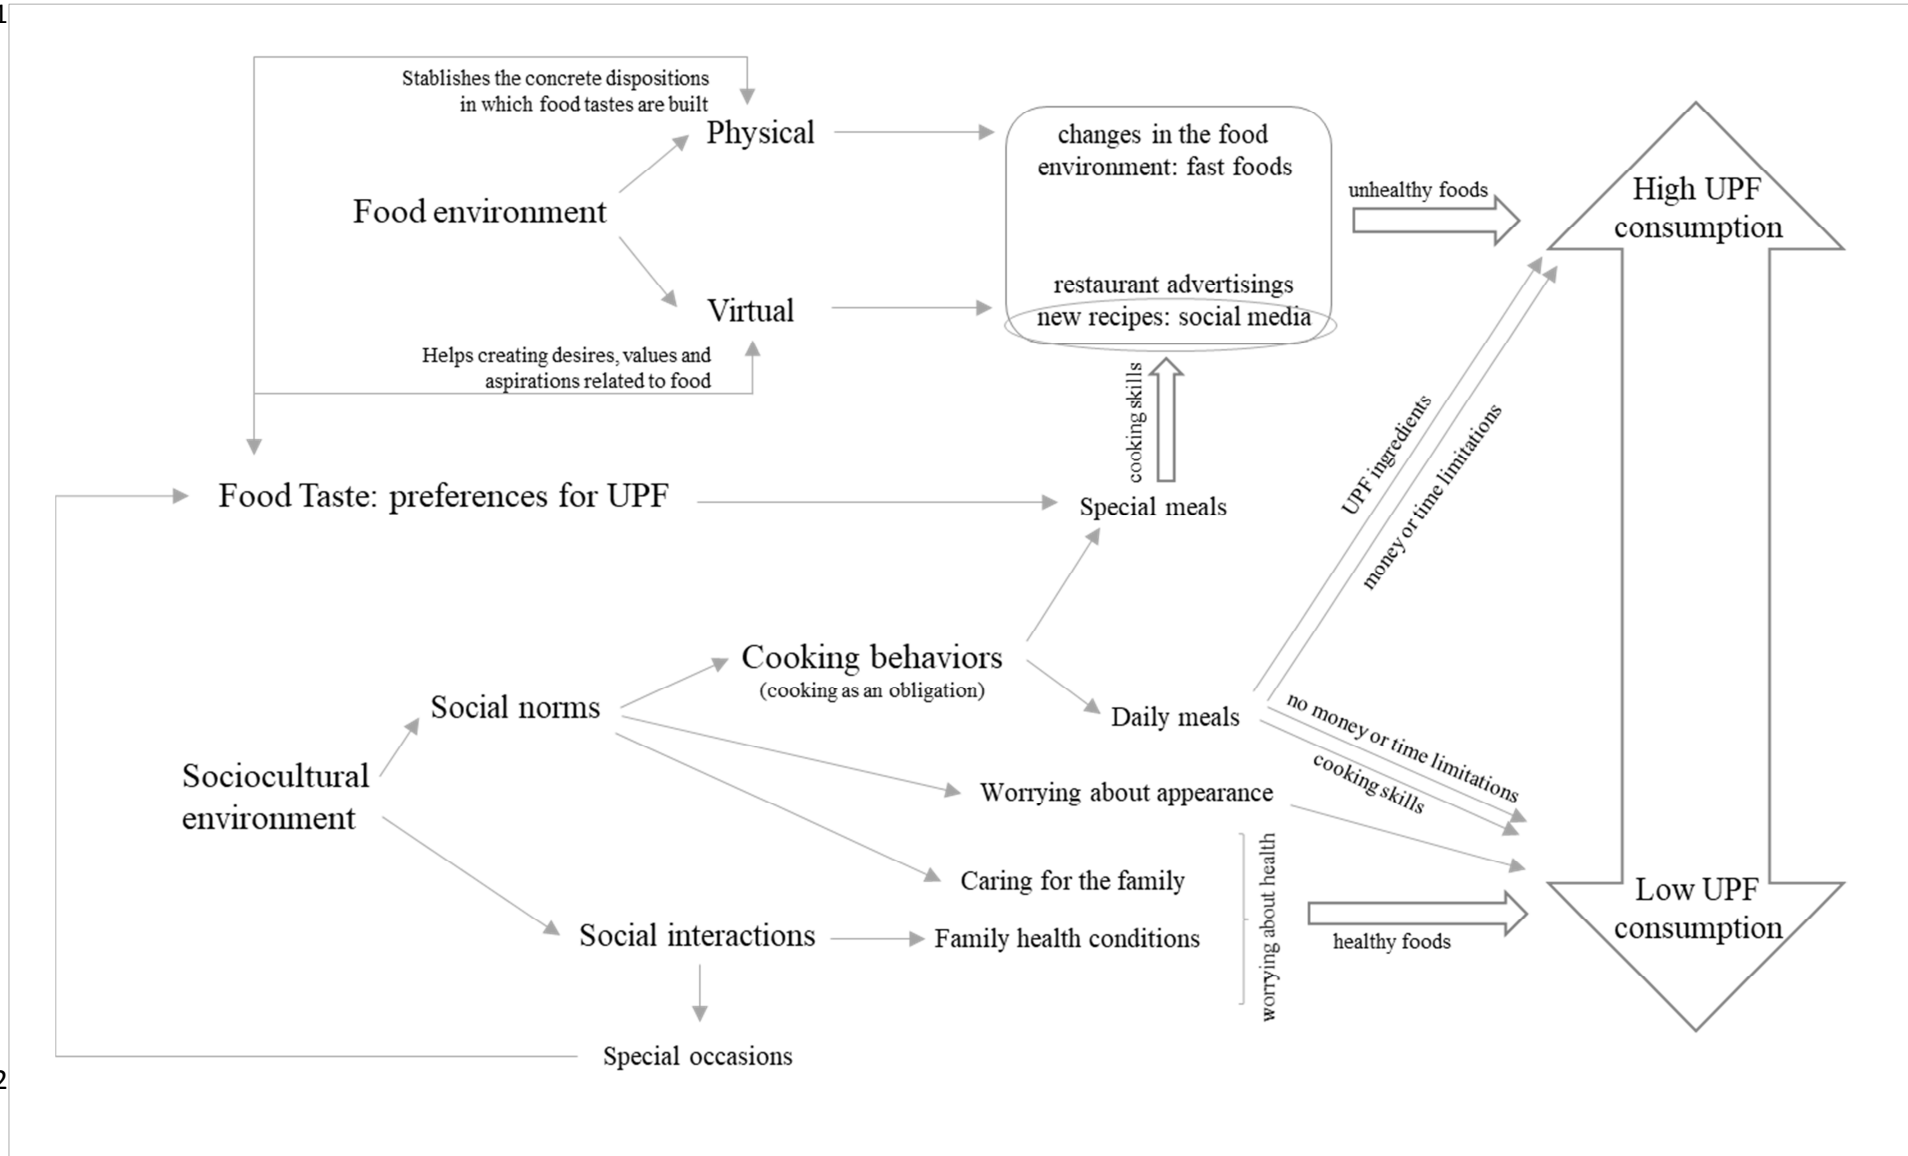 1
Stablishes the concrete dispositions
in which food tastes are built
Physical
Food environment
Virtual
Helps creating desires, values and
aspirations related to food
changes in the food
environment: fast foods
restaurant advertisings
new recipes: social media
unhealthy foods
High UPF
consumption
cooking skills
UPF ingredients
money or time limitations
Food Taste: preferences for UPF
Special meals
Cooking behaviors
(cooking as an obligation)
Social norms
Daily meals
no money or time limitations
cooking skills
Sociocultural
environment
Worrying about appearance
Caring for the family
worrying about health
Social interactions
Family health conditions
healthy foods
Low UPF
consumption
Special occasions
2